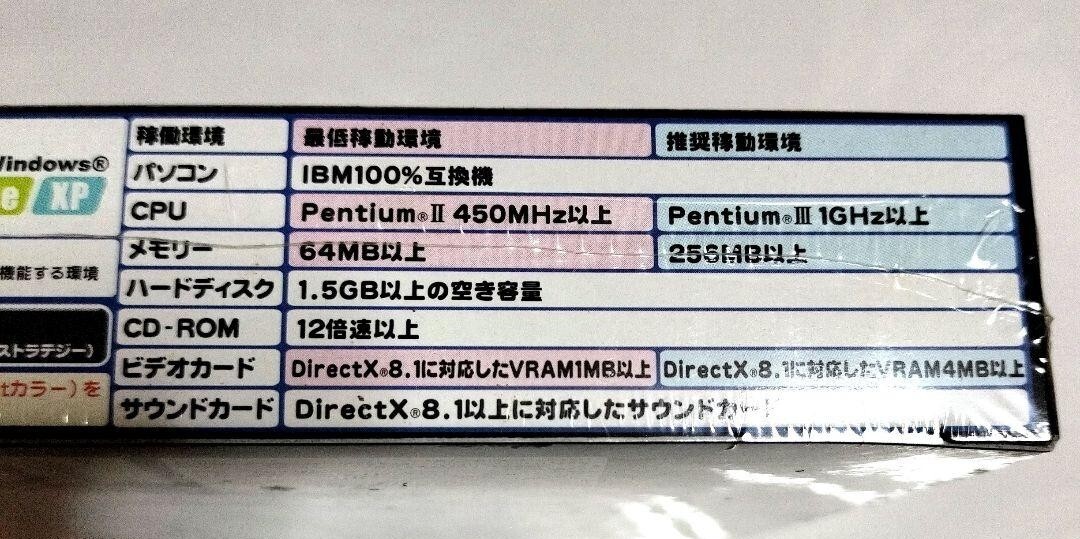 Windows®
e XP
機能する環境
ストラテジー）
tカラー）を
稼働環境 最低稼動環境 推奨稼動環境
パソコン IBM100%互換機
CPU Pentium®Ⅱ 450MHz以上 Pentium®Ⅲ 1GHz以上
メモリー 64MB以上 256MB以上
ハードディスク 1.5GB以上の空き容量
CD-ROM 12倍速以上
ビデオカード DirectX®8.1に対応したVRAM1MB以上 DirectX®8.1に対応したVRAM4MB以上
サウンドカード DirectX®8.1以上に対応したサウンドカード